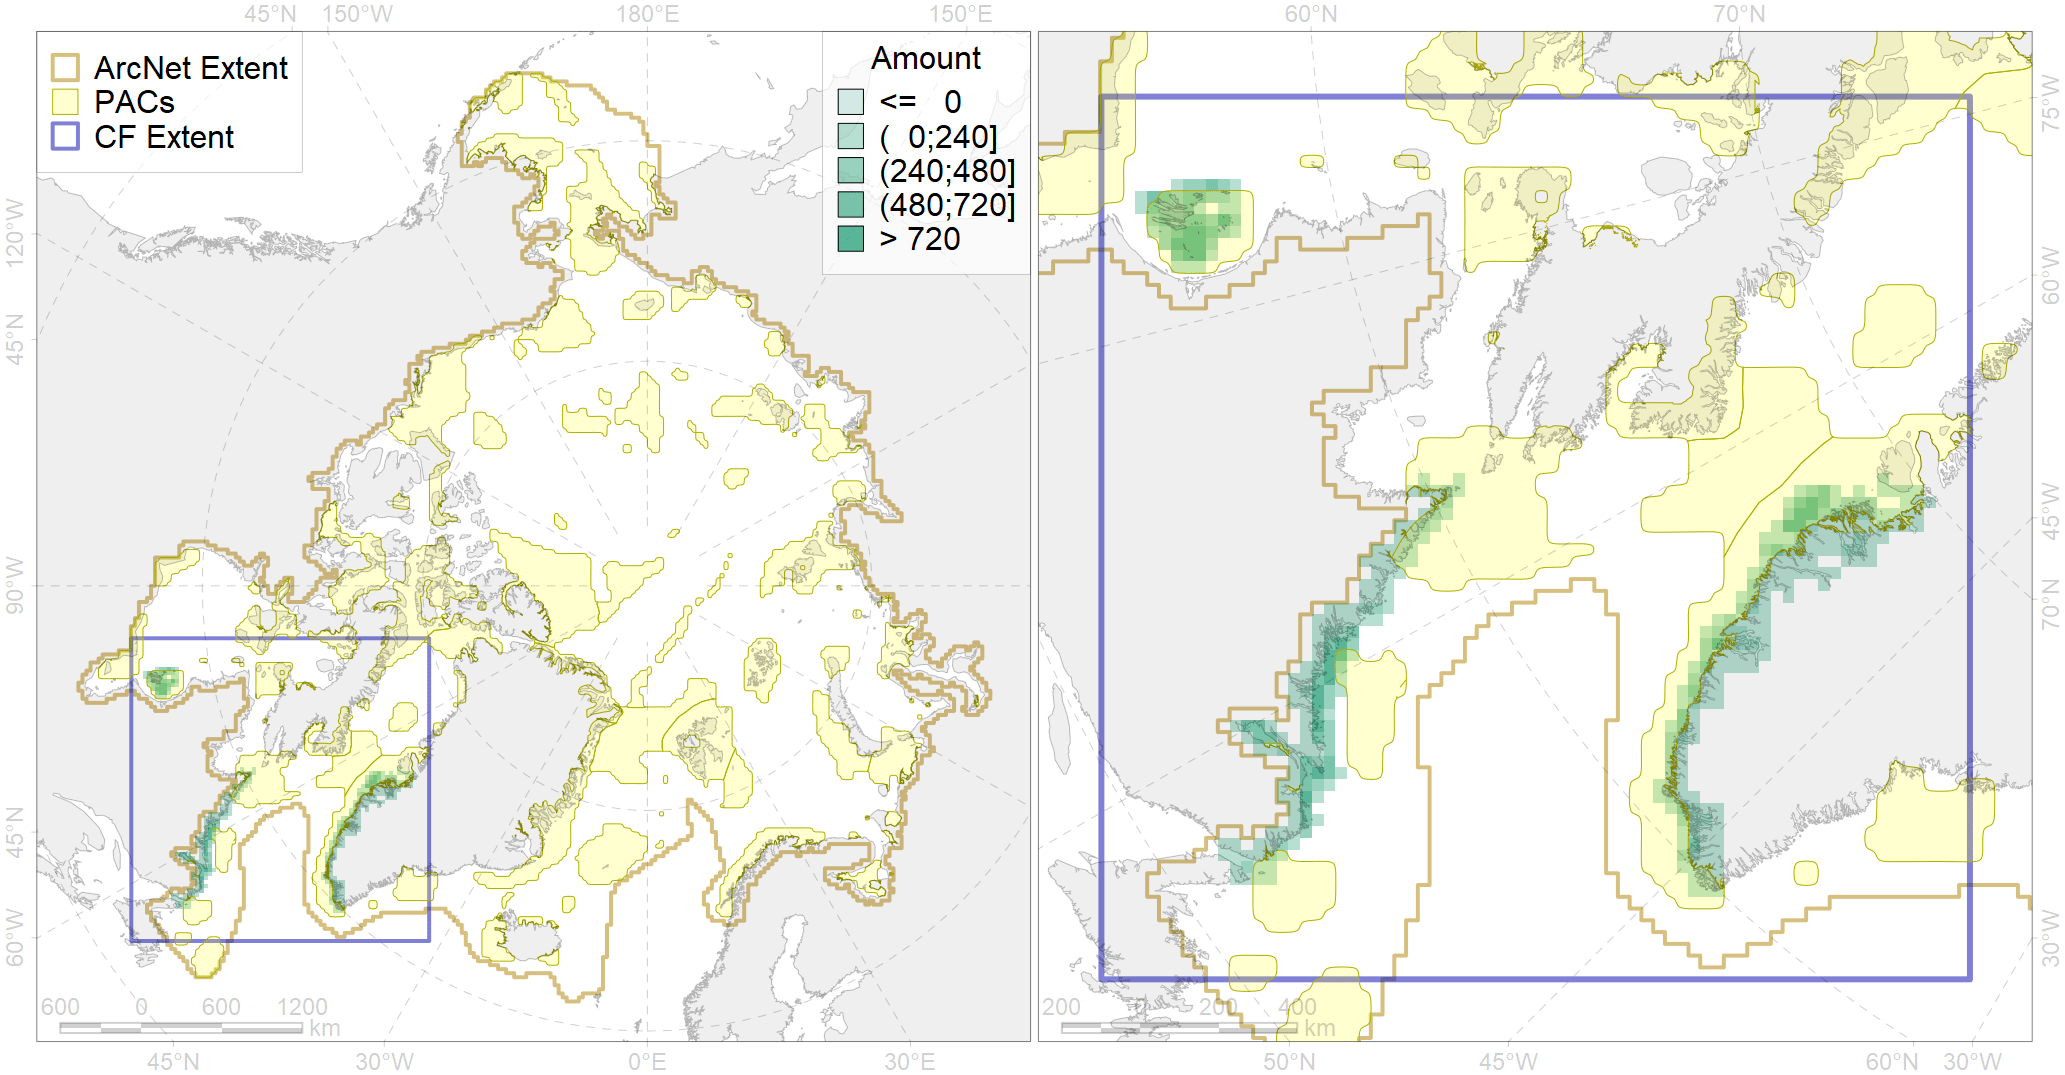 45°N 150°W 180°E 150°E 60°N 70°N
ArcNet Extent
PACs
CF Extent
Amount
<= 0
( 0;240]
(240;480]
(480;720]
> 720
120°W
45°N
90°W
45°N
60°W
75°W
60°W
45°W
70°N
30°W
600 0 600 1200
km
200 0 200 400
km
45°N 30°W 0°E 30°E 50°N 45°W 60°N 30°W